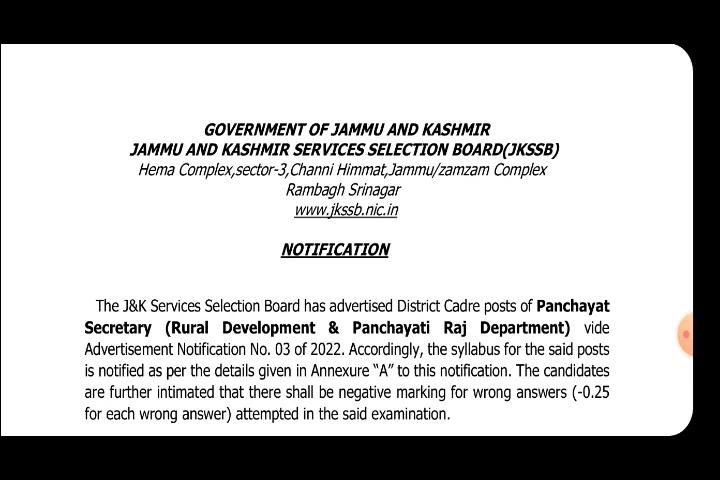 GOVERNMENT OF JAMMU AND KASHMIR
JAMMU AND KASHMIR SERVICES SELECTION BOARD(JKSSB)
Hema Complex,sector-3,Channi Himmat,Jammu/zamzam Complex
Rambagh Srinagar
www.jkssb.nic.in
NOTIFICATION
The J&K Services Selection Board has advertised District Cadre posts of Panchayat
Secretary (Rural Development & Panchayati Raj Department) vide
Advertisement Notification No. 03 of 2022. Accordingly, the syllabus for the said posts
is notified as per the details given in Annexure “A” to this notification. The candidates
are further intimated that there shall be negative marking for wrong answers (-0.25
for each wrong answer) attempted in the said examination.